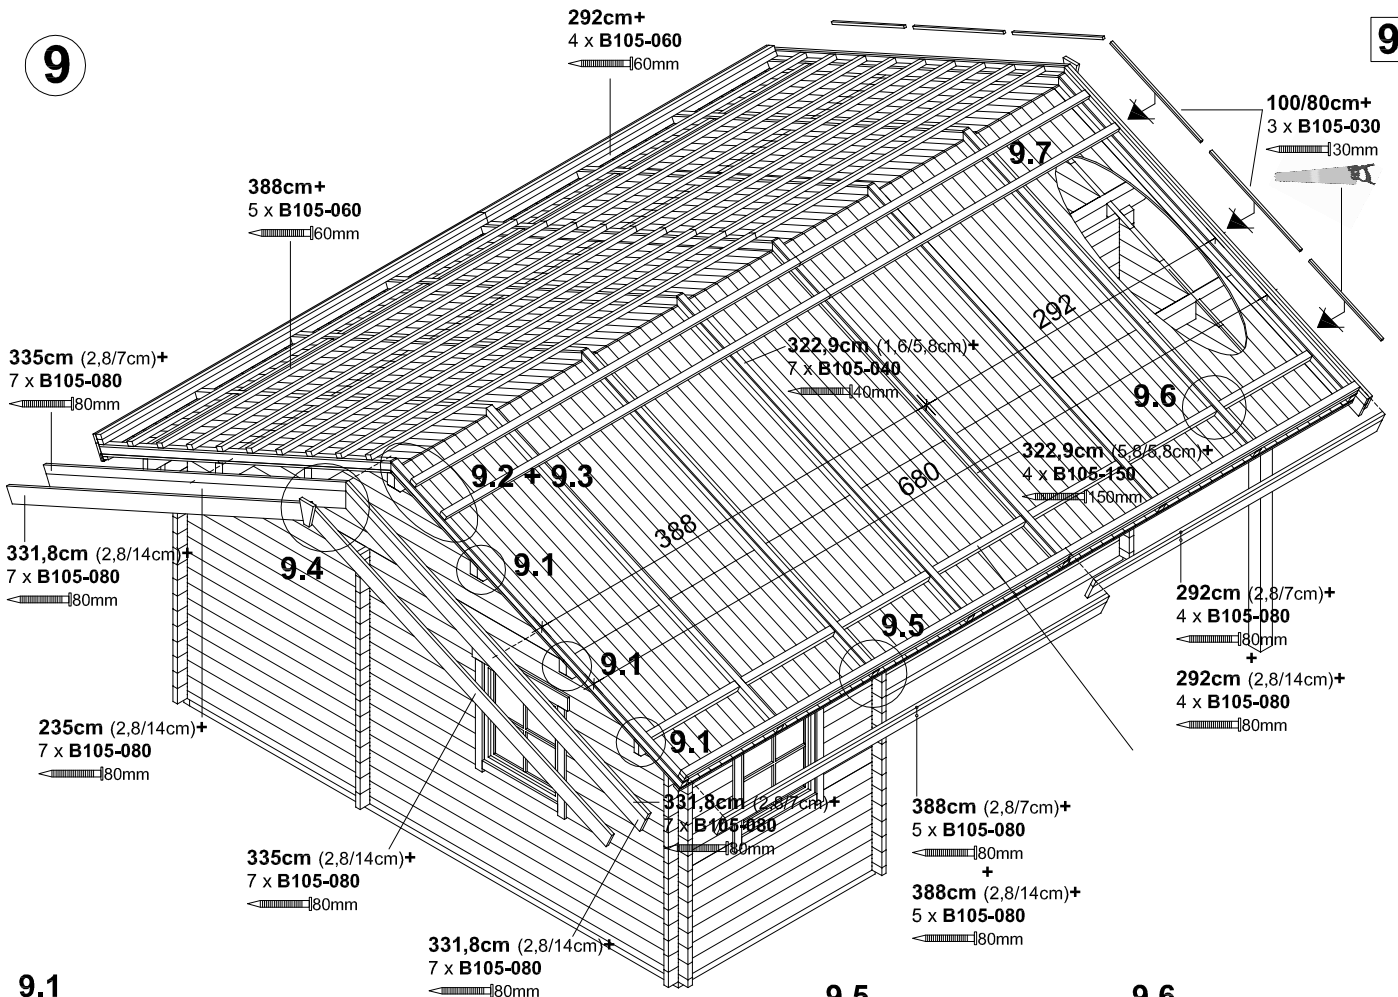 9
292cm+
4 x B105-060
60mm
9
100/80cm+
3 x B105-030
30mm
9.7
388cm+
5 x B105-060
60mm
292
335cm (2,8/7cm)+
7 x B105-080
80mm
322,9cm (1,6/5,8cm)+
7 x B105-040
40mm
9.6
9.2 + 9.3
322,9cm (5,8/5,8cm)+
4 x B105-150
150mm
680
388
331,8cm (2,8/14cm)+
7 x B105-080
80mm
9.4
9.1
292cm (2,8/7cm)+
4 x B105-080
80mm
+
292cm (2,8/14cm)+
4 x B105-080
80mm
9.5
9.1
235cm (2,8/14cm)+
7 x B105-080
80mm
9.1
331,8cm (2,8/7cm)+
7 x B105-080
80mm
388cm (2,8/7cm)+
5 x B105-080
80mm
+
388cm (2,8/14cm)+
5 x B105-080
80mm
335cm (2,8/14cm)+
7 x B105-080
80mm
331,8cm (2,8/14cm)+
7 x B105-080
80mm
9.1
9.5
9.6